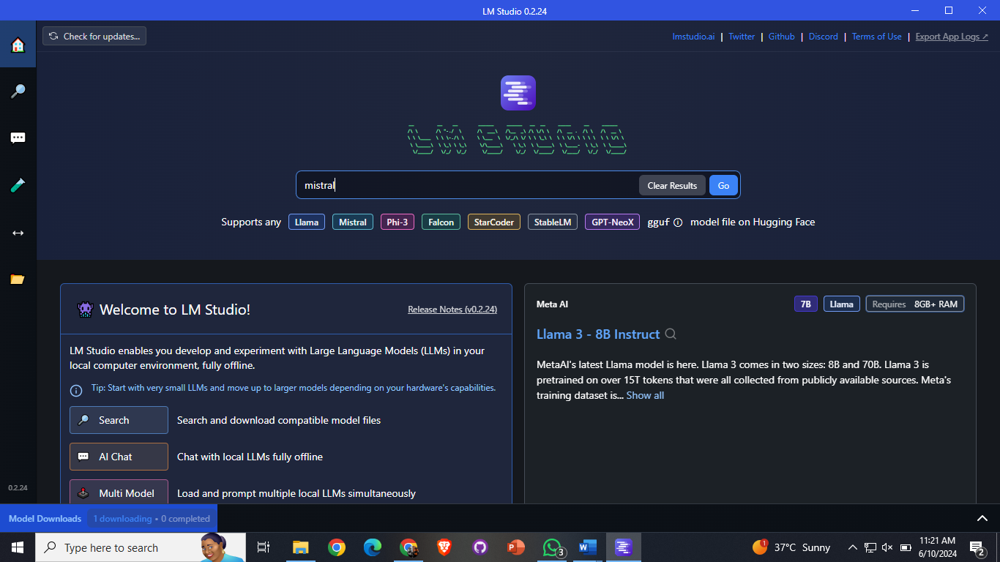 LM Studio 0.2.24
Check for updates...
lmstudio.ai | Twitter | Github | Discord | Terms of Use | Export App Logs ↗
LM STUDIO
mistral
Clear Results Go
Supports any Llama Mistral Phi-3 Falcon StarCoder StableLM GPT-NeoX gguf model file on Hugging Face
Welcome to LM Studio!
Release Notes (v0.2.24)
LM Studio enables you develop and experiment with Large Language Models (LLMs) in your
local computer environment, fully offline.
Tip: Start with very small LLMs and move up to larger models depending on your hardware's capabilities.
Search Search and download compatible model files
AI Chat Chat with local LLMs fully offline
Multi Model Load and prompt multiple local LLMs simultaneously
Meta AI 7B Llama Requires 8GB+ RAM
Llama 3 - 8B Instruct
MetaAI's latest Llama model is here. Llama 3 comes in two sizes: 8B and 70B. Llama 3 is
pretrained on over 15T tokens that were all collected from publicly available sources. Meta's
training dataset is... Show all
0.2.24
Model Downloads 1 downloading • 0 completed
Type here to search
3
1
37°C Sunny
11:21 AM
6/10/2024
2